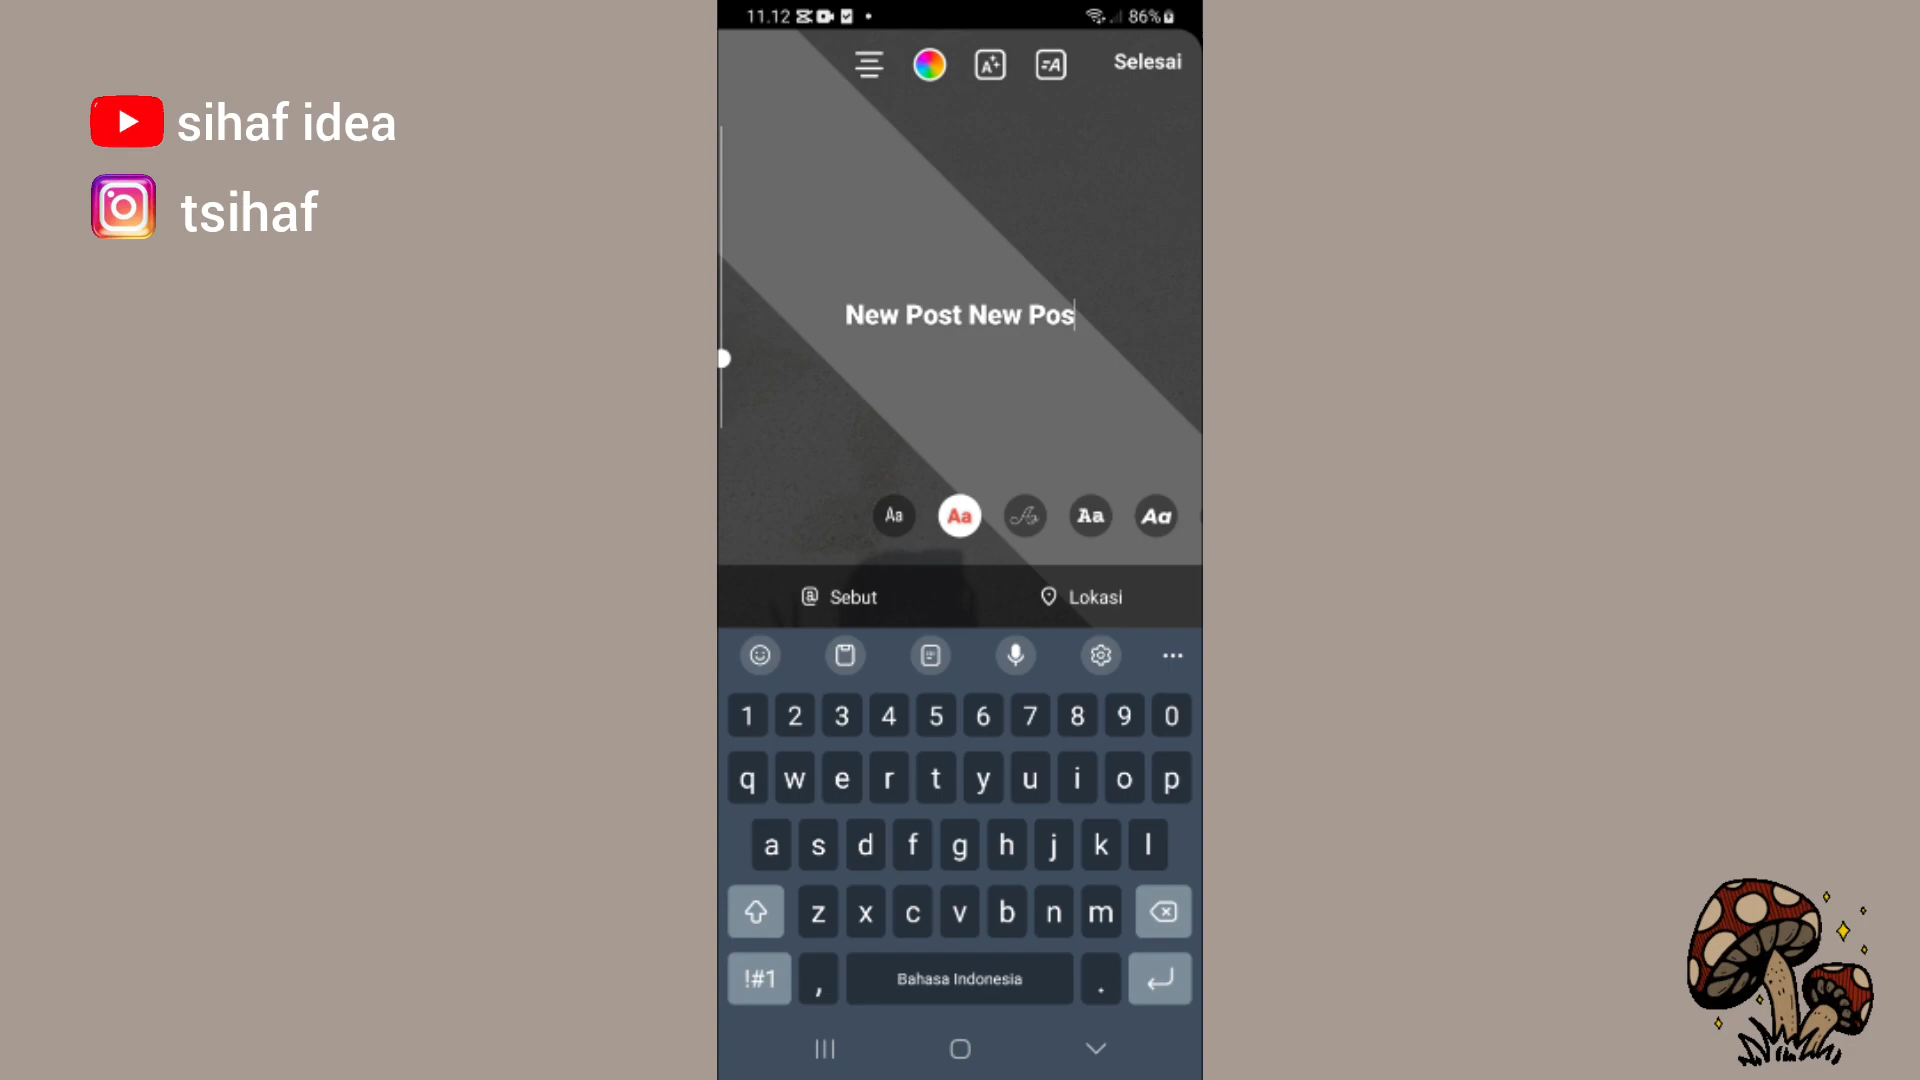 sihaf idea
tsihaf
11.12
86%
Selesai
New Post New Pos
Aa Aa A Aa Aa
Sebut
Lokasi
1 2 3 4 5 6 7 8 9 0
q w e r t y u i o p
a s d f g h j k l
z x c v b n m
!#1 , Bahasa Indonesia .